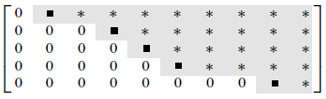 0 ■ * * * * * * * *
0 0 0 ■ * * * * * *
0 0 0 0 ■ * * * * *
0 0 0 0 0 ■ * * * *
0 0 0 0 0 0 0 0 ■ *